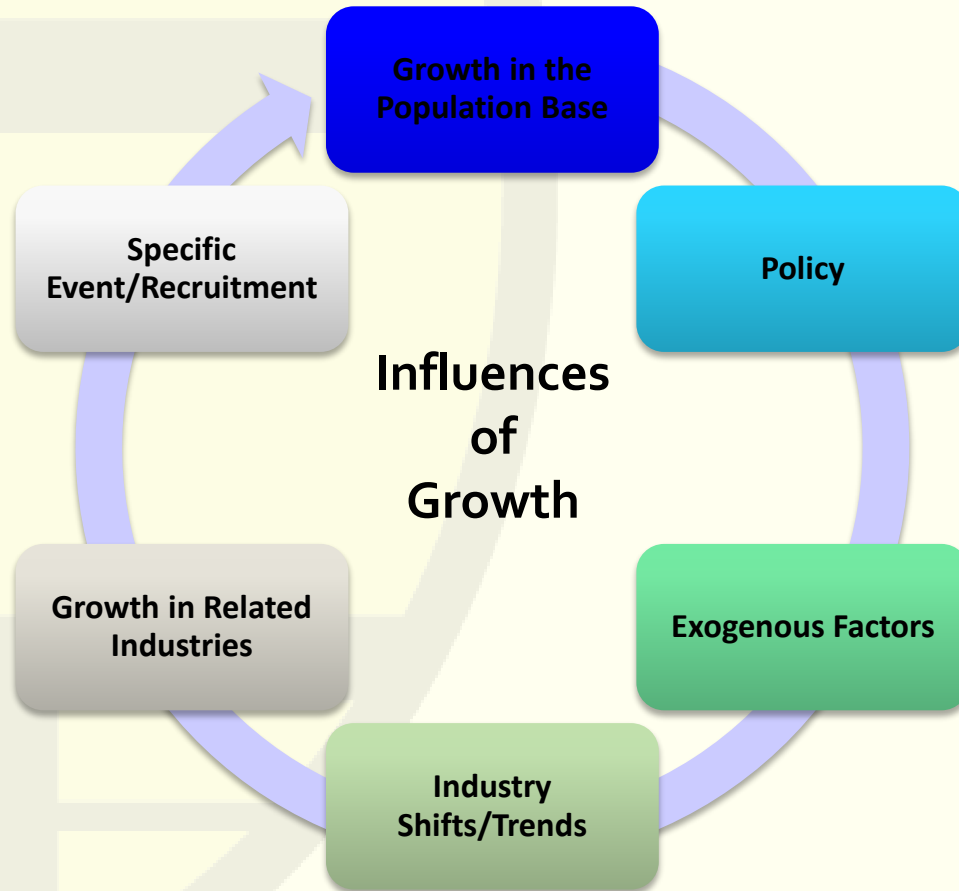 Growth in the
Population Base
Policy
Exogenous Factors
Industry
Shifts/Trends
Growth in Related
Industries
Specific
Event/Recruitment
Influences
of
Growth